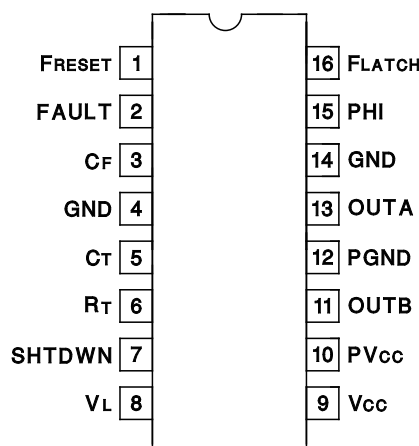 FRESET 1 16 FLATCH
FAULT 2 15 PHI
CF 3 14 GND
GND 4 13 OUTA
CT 5 12 PGND
RT 6 11 OUTB
SHTDWN 7 10 PVCC
VL 8 9 VCC